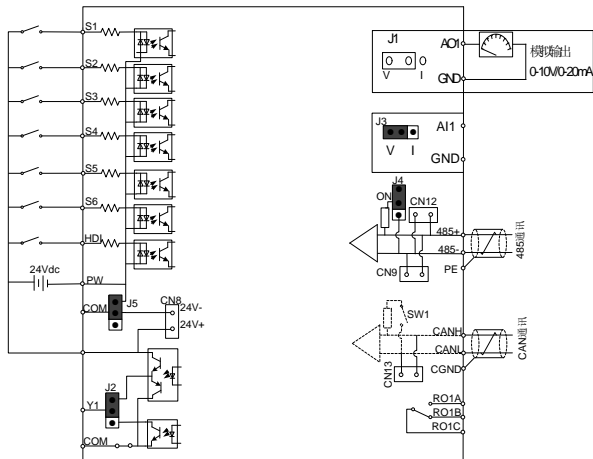 S1
S2
S3
S4
S5
S6
HDI
24Vdc
PW
COM
J5
CN8
24V-
24V+
J2
Y1
COM
J1
V I
AO1
GND
模拟输出
0-10V/0-20mA
J3
V I
AI1
GND
J4
ON
CN12
485+
485-
CN9
PE
485通讯
SW1
CANH
CANL
CN13
CGND
CAN通讯
RO1A
RO1B
RO1C